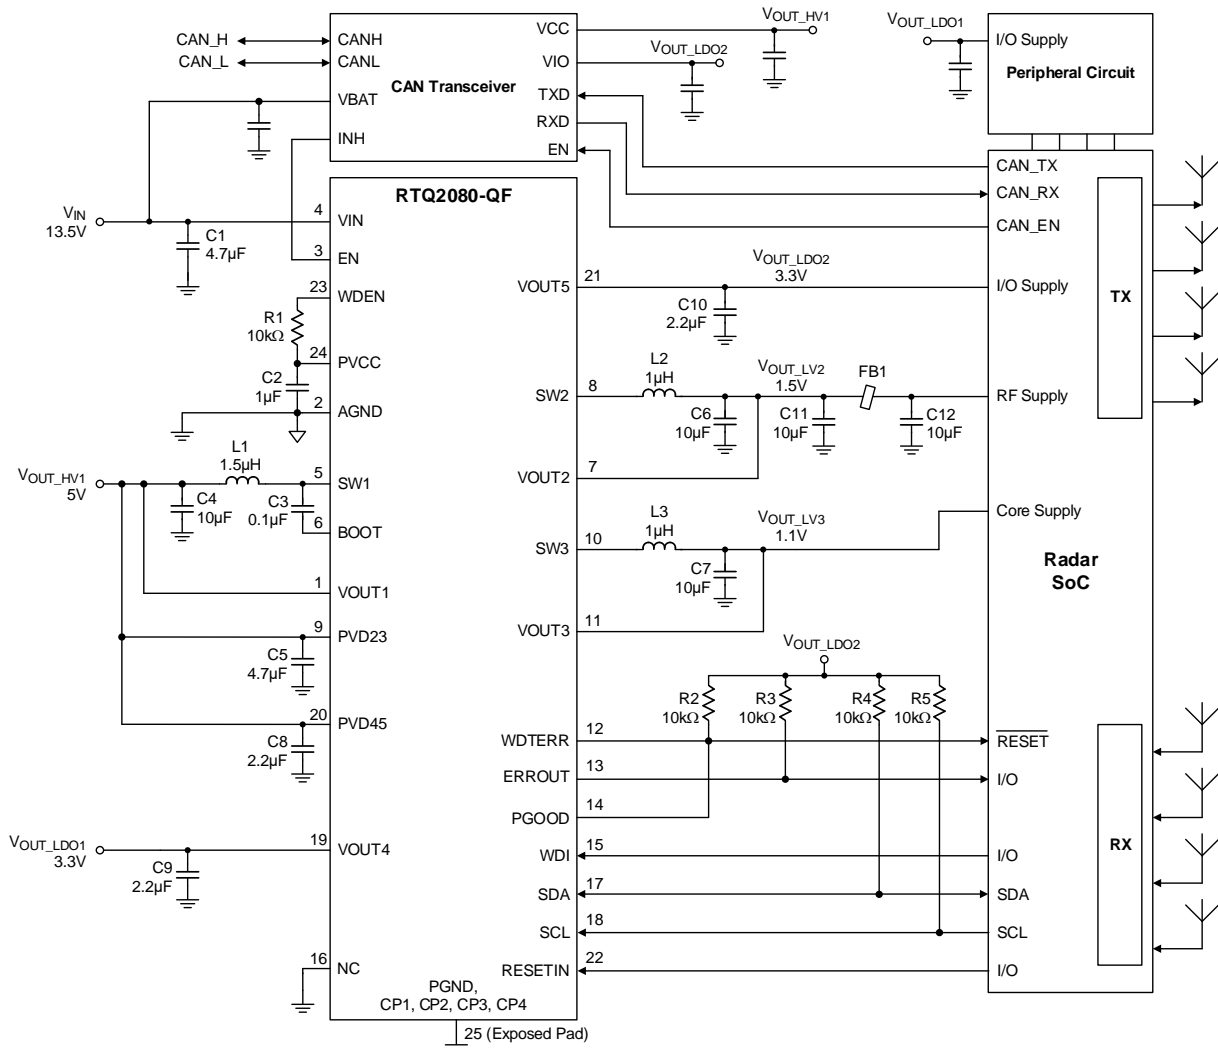 CAN_H
CAN_L
CANH
CANL
VBAT
INH
CAN Transceiver
VCC
VIO
TXD
RXD
EN
VOUT_HV1
VOUT_LDO2
VOUT_LDO1
I/O Supply
Peripheral Circuit
RTQ2080-QF
VIN
13.5V
C1
4.7µF
4
VIN
3
EN
23
WDEN
R1
10kΩ
24
PVCC
C2
1µF
2
AGND
VOUT_HV1
5V
L1
1.5µH
5
SW1
C4
10µF
C3
0.1µF
6
BOOT
1
VOUT1
9
PVD23
C5
4.7µF
20
PVD45
C8
2.2µF
VOUT_LDO1
3.3V
19
VOUT4
C9
2.2µF
16
NC
PGND,
CP1, CP2, CP3, CP4
25 (Exposed Pad)
VOUT5
21
VOUT_LDO2
3.3V
C10
2.2µF
SW2
8
L2
1µH
VOUT_LV2
1.5V
FB1
C6
10µF
C11
10µF
C12
10µF
VOUT2
7
SW3
10
L3
1µH
VOUT_LV3
1.1V
C7
10µF
VOUT3
11
VOUT_LDO2
R2
10kΩ
R3
10kΩ
R4
10kΩ
R5
10kΩ
WDTERR
12
ERROUT
13
PGOOD
14
WDI
15
SDA
17
SCL
18
RESETIN
22
CAN_TX
CAN_RX
CAN_EN
I/O Supply
TX
RF Supply
Core Supply
Radar
SoC
RESET
I/O
I/O
SDA
SCL
I/O
RX